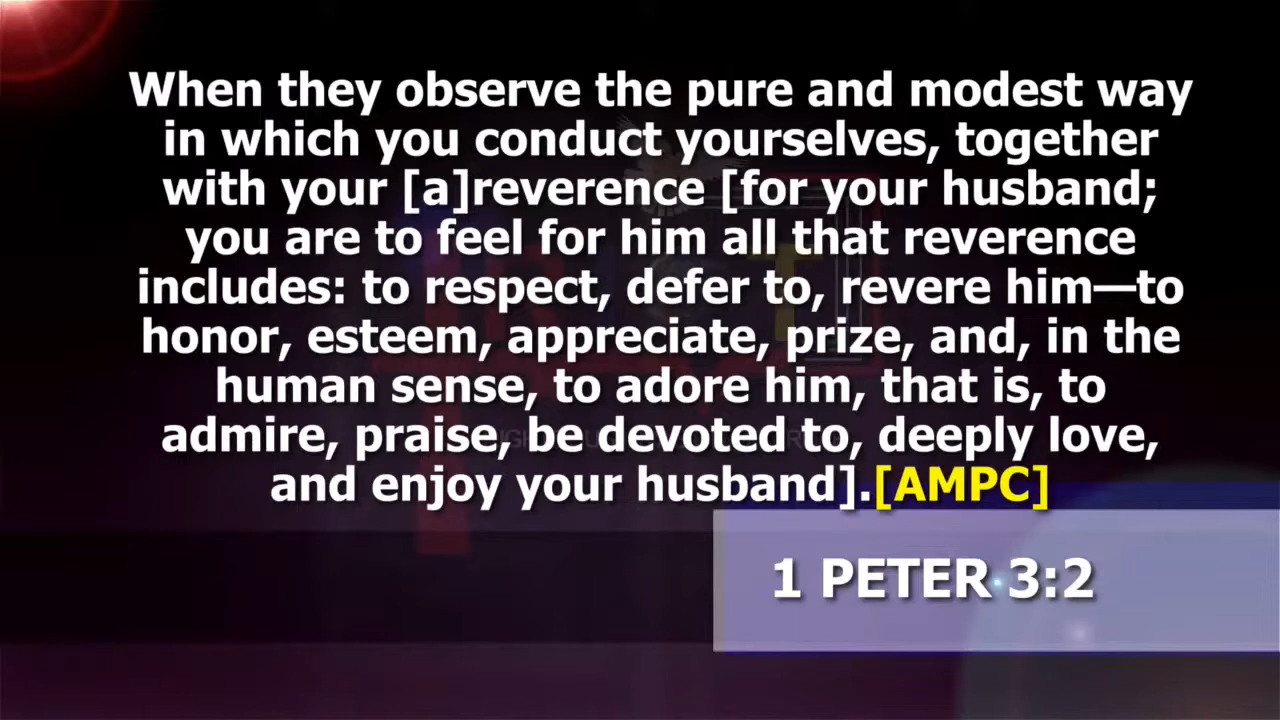 When they observe the pure and modest way
in which you conduct yourselves, together
with your [a]reverence [for your husband;
you are to feel for him all that reverence
includes: to respect, defer to, revere him—to
honor, esteem, appreciate, prize, and, in the
human sense, to adore him, that is, to
admire, praise, be devoted to, deeply love,
and enjoy your husband].[AMPC]
1 PETER 3:2